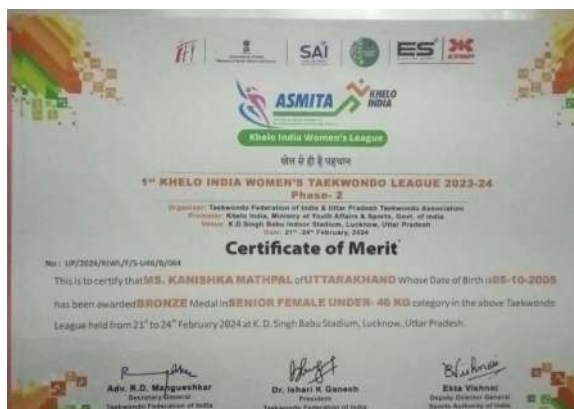 SAI
ES
ASMITA
KHELO
INDIA
Khelo India Women's League
खेल से ही है पहचान
1st KHELO INDIA WOMEN'S TAEKWONDO LEAGUE 2023-24
Phase- 2
Organiser: Taekwondo Federation of India & Uttar Pradesh Taekwondo Association
Promoter: Khelo India, Ministry of Youth Affairs & Sports, Govt. of India
Venue: K.D.Singh Babu Indoor Stadium, Lucknow, Uttar Pradesh
Date: 21st -24th February, 2024
Certificate of Merit
No : UP/2024/KIWL/F/S-U46/B/064
This is to certify that MS. KANISHKA MATHPAL of UTTARAKHAND Whose Date of Birth is 05-10-2005
has been awarded BRONZE Medal in SENIOR FEMALE UNDER- 46 KG category in the above Taekwondo
League held from 21st to 24th February 2024 at K. D. Singh Babu Stadium, Lucknow, Uttar Pradesh.
Adv. R.D. Mangueshkar
Secretary General
Taekwondo Federation of India
Dr. Ishari K Ganesh
President
Taekwondo Federation of India
Ekta Vishnoi
Deputy Director General
Sports Authority of India